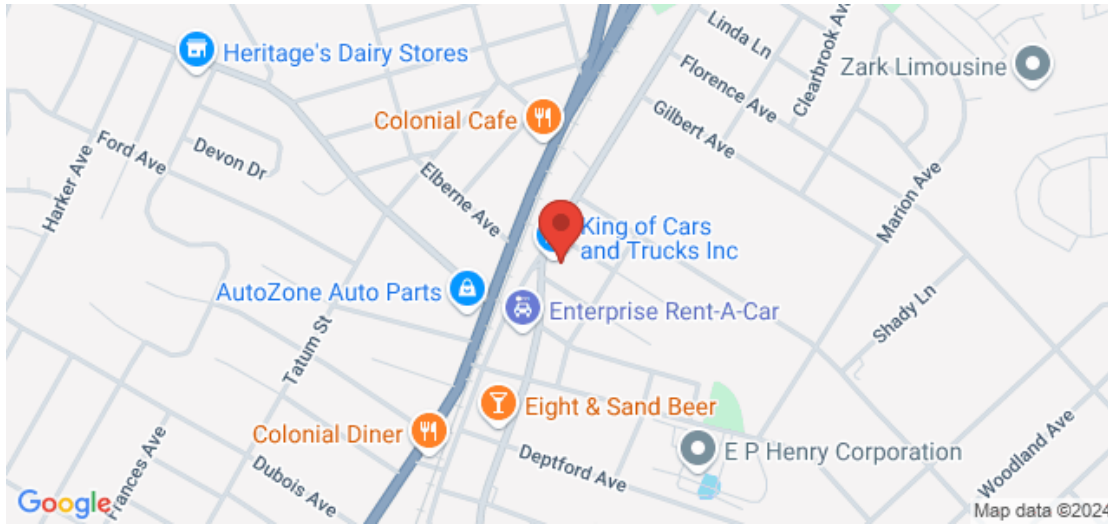 Linda Ln
Clearbrook Ave
Heritage's Dairy Stores
Florence Ave
Zark Limousine
Colonial Cafe
Gilbert Ave
Ford Ave
Devon Dr
Harker Ave
Elberne Ave
Marion Ave
King of Cars
and Trucks Inc
AutoZone Auto Parts
Enterprise Rent-A-Car
Shady Ln
Tatum St
Eight & Sand Beer
Colonial Diner
E P Henry Corporation
Deptford Ave
Woodland Ave
Frances Ave
Dubois Ave
Google
Map data ©2024